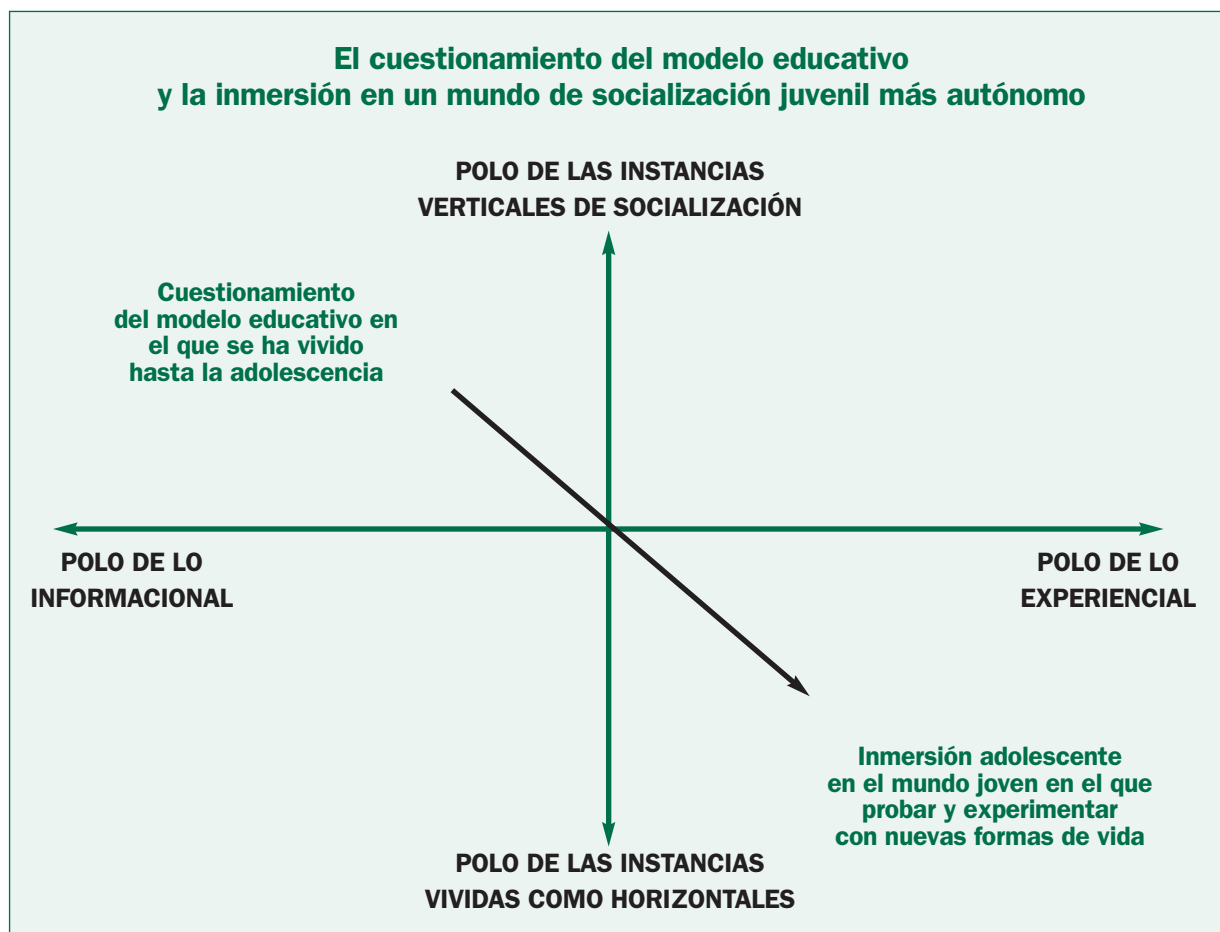 El cuestionamiento del modelo educativo
y la inmersión en un mundo de socialización juvenil más autónomo
POLO DE LAS INSTANCIAS
VERTICALES DE SOCIALIZACIÓN
Cuestionamiento
del modelo educativo en
el que se ha vivido
hasta la adolescencia
POLO DE LO
INFORMACIONAL
POLO DE LO
EXPERIENCIAL
Inmersión adolescente
en el mundo joven en el que
probar y experimentar
con nuevas formas de vida
POLO DE LAS INSTANCIAS
VIVIDAS COMO HORIZONTALES